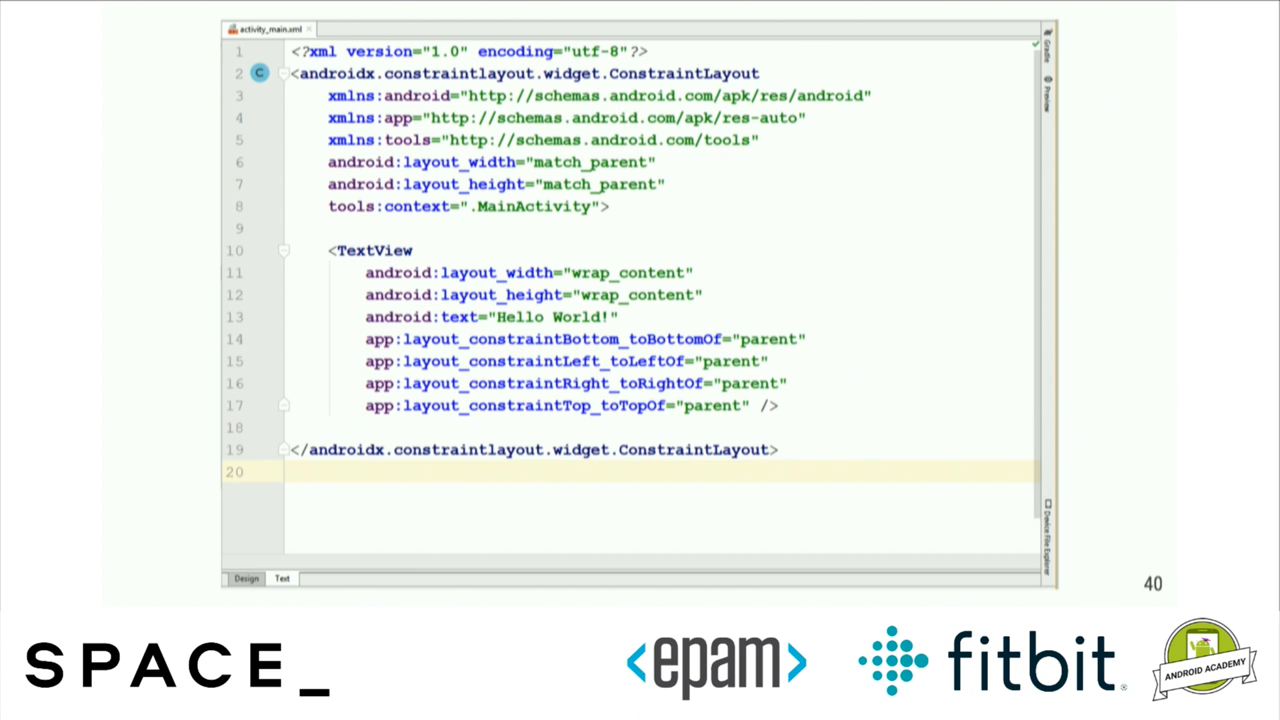 activity_main.xml
1 <?xml version="1.0" encoding="utf-8"?>
2 C <androidx.constraintlayout.widget.ConstraintLayout
3 xmlns:android="http://schemas.android.com/apk/res/android"
4 xmlns:app="http://schemas.android.com/apk/res-auto"
5 xmlns:tools="http://schemas.android.com/tools"
6 android:layout_width="match_parent"
7 android:layout_height="match_parent"
8 tools:context=".MainActivity">
9
10 <TextView
11 android:layout_width="wrap_content"
12 android:layout_height="wrap_content"
13 android:text="Hello World!"
14 app:layout_constraintBottom_toBottomOf="parent"
15 app:layout_constraintLeft_toLeftOf="parent"
16 app:layout_constraintRight_toRightOf="parent"
17 app:layout_constraintTop_toTopOf="parent" />
18
19 </androidx.constraintlayout.widget.ConstraintLayout>
20
Gradle
Preview
Device File Explorer
Design Text
40
SPACE_
<epam>
fitbit®
ANDROID ACADEMY